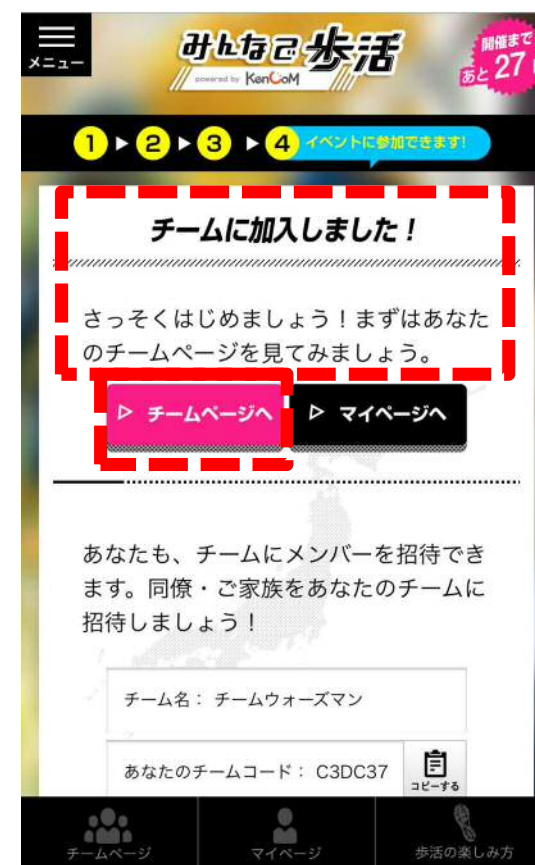 メニュー
みんなで歩活
powered by KenCoM
開催まで
あと 27
1 ▶ 2 ▶ 3 ▶ 4 イベントに参加できます!
チームに加入しました！
さっそくはじめましょう！まずはあなた
のチームページを見てみましょう。
▷ チームページへ ▷ マイページへ
あなたも、チームにメンバーを招待でき
ます。同僚・ご家族をあなたのチームに
招待しましょう！
チーム名： チームウォーズマン
あなたのチームコード： C3DC37
コピーする
チームページ マイページ 歩活の楽しみ方